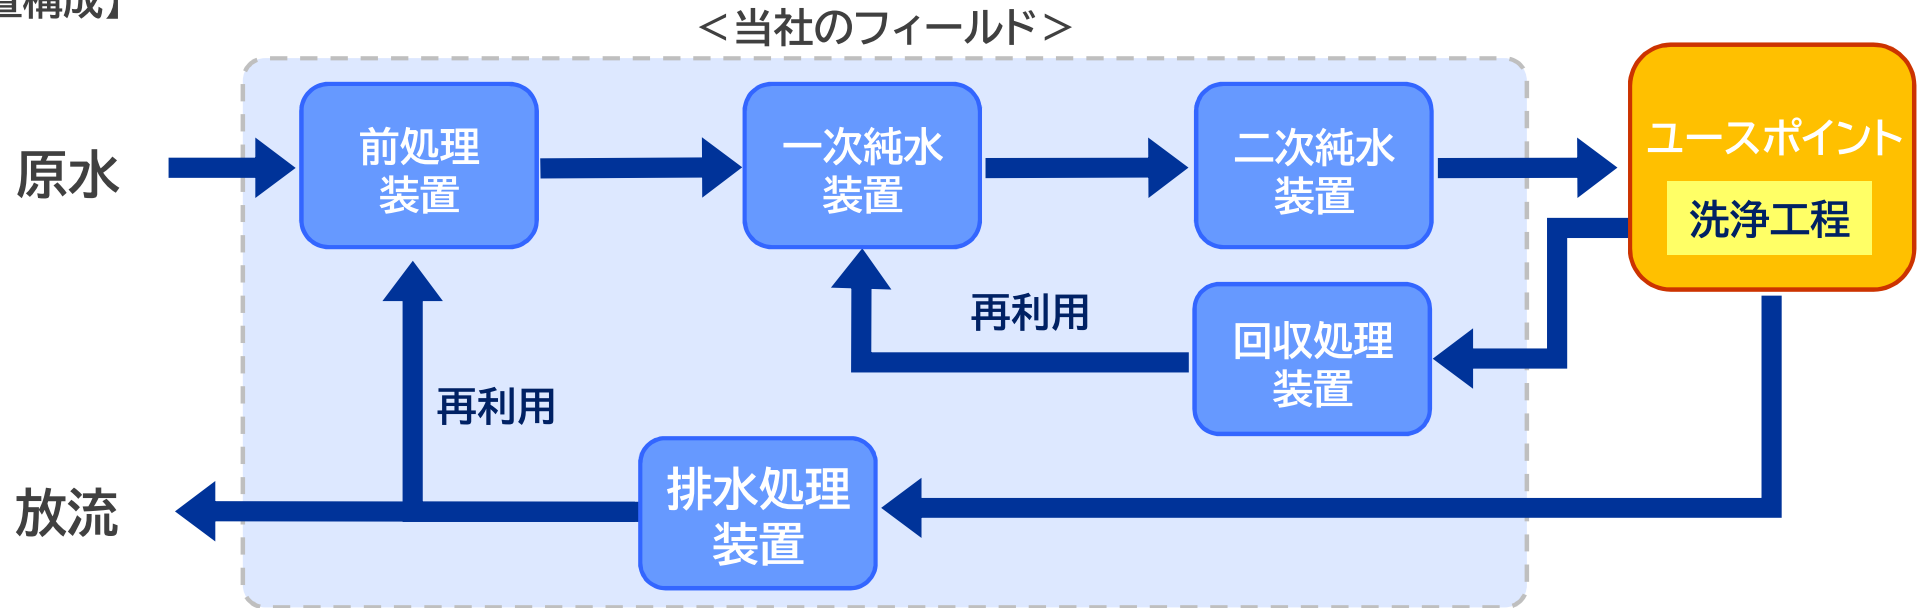 置構成】
＜当社のフィールド＞
原水
前処理
装置
一次純水
装置
二次純水
装置
ユースポイント
洗浄工程
再利用
回収処理
装置
再利用
排水処理
装置
放流